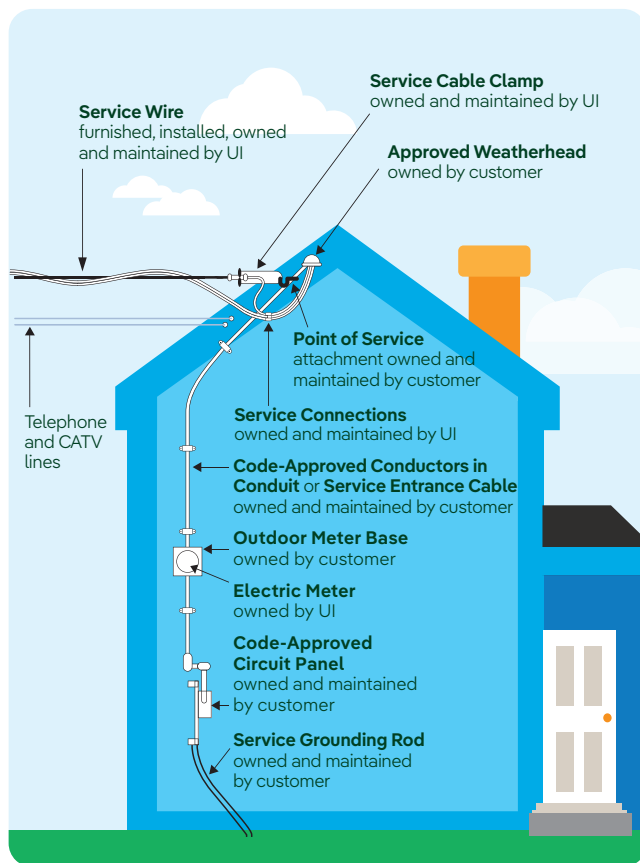 Service Cable Clamp
owned and maintained by UI
Service Wire
furnished, installed, owned
and maintained by UI
Approved Weatherhead
owned by customer
Point of Service
attachment owned and
maintained by customer
Telephone
and CATV
lines
Service Connections
owned and maintained by UI
Code-Approved Conductors in
Conduit or Service Entrance Cable
owned and maintained by customer
Outdoor Meter Base
owned by customer
Electric Meter
owned by UI
Code-Approved
Circuit Panel
owned and maintained
by customer
Service Grounding Rod
owned and maintained
by customer